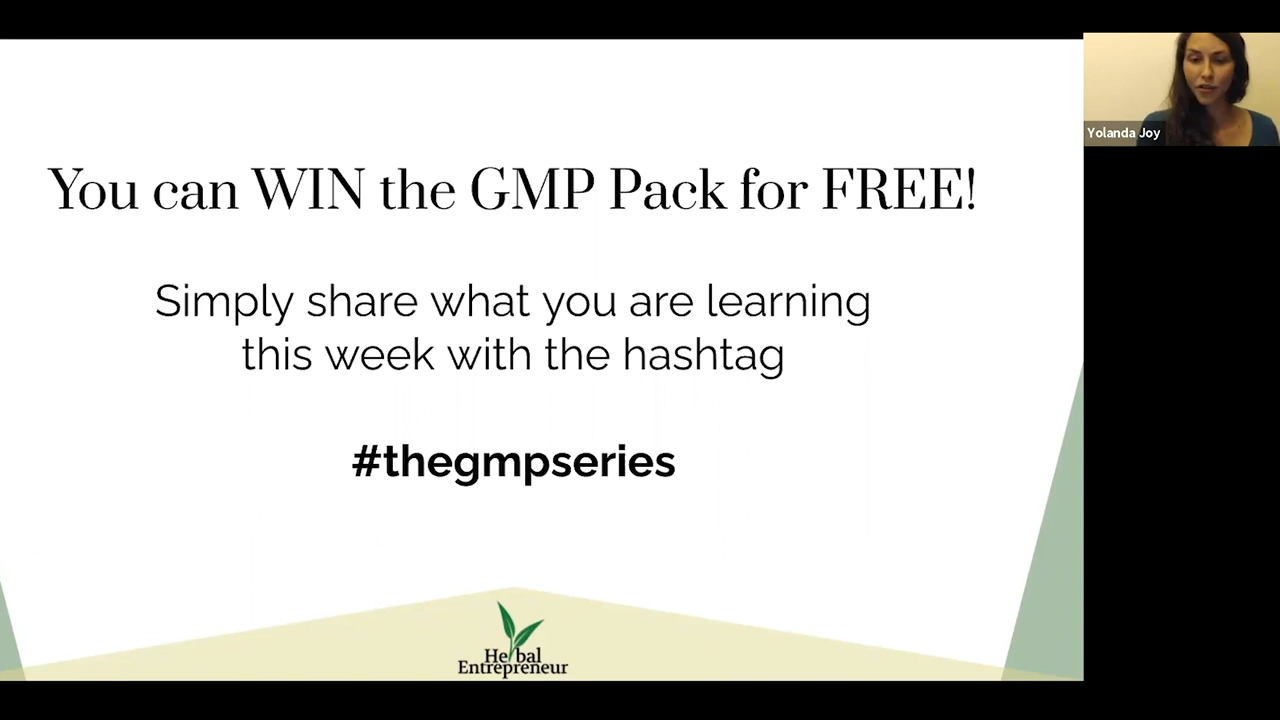 You can WIN the GMP Pack for FREE!
Simply share what you are learning
this week with the hashtag
#thegmpseries
Herbal
Entrepreneur
Yolanda Joy